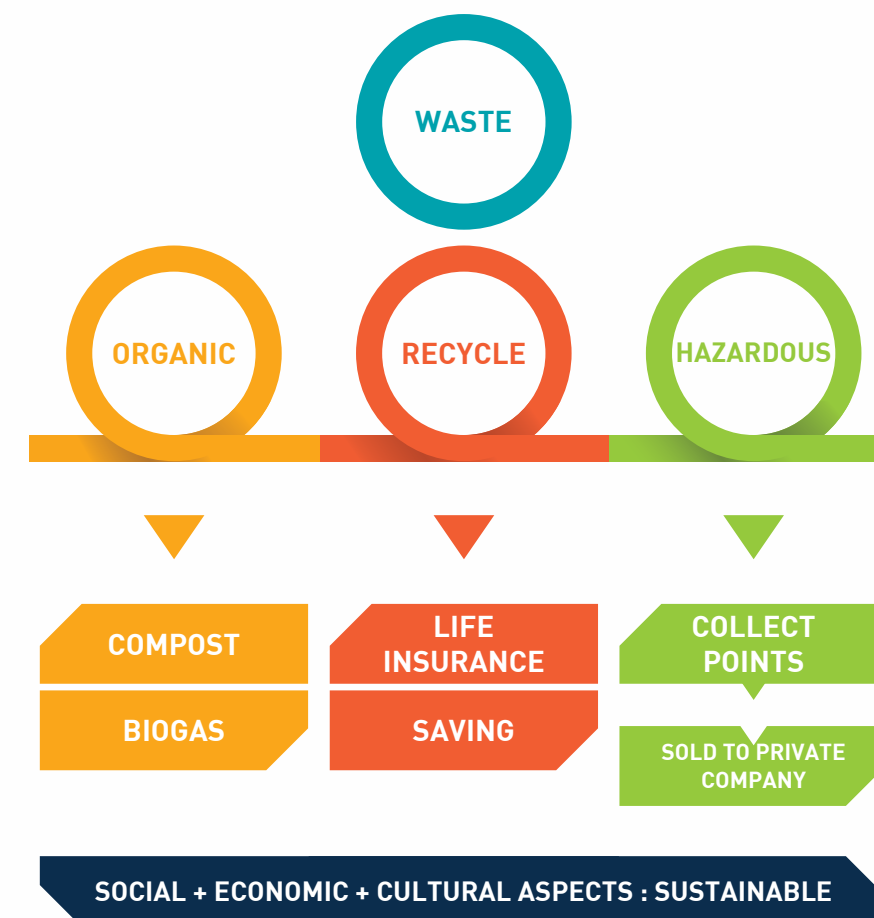 WASTE
ORGANIC
RECYCLE
HAZARDOUS
COMPOST
BIOGAS
LIFE
INSURANCE
SAVING
COLLECT
POINTS
SOLD TO PRIVATE
COMPANY
SOCIAL + ECONOMIC + CULTURAL ASPECTS : SUSTAINABLE